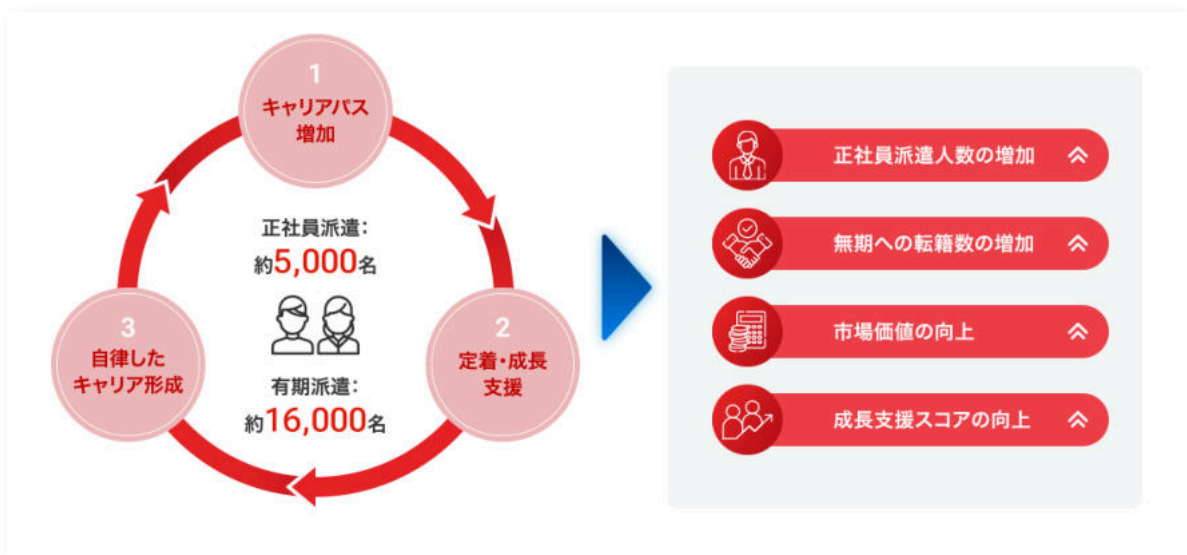 1
キャリアパス
増加
正社員派遣：
約5,000名
有期派遣：
約16,000名
2
定着・成長
支援
3
自律した
キャリア形成
正社員派遣人数の増加
無期への転籍数の増加
市場価値の向上
成長支援スコアの向上